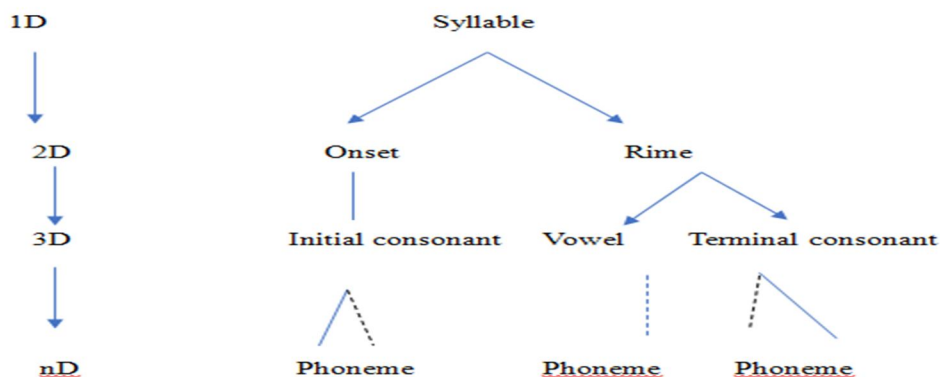 1D Syllable
2D Onset Rime
3D Initial consonant Vowel Terminal consonant
nD Phoneme Phoneme Phoneme